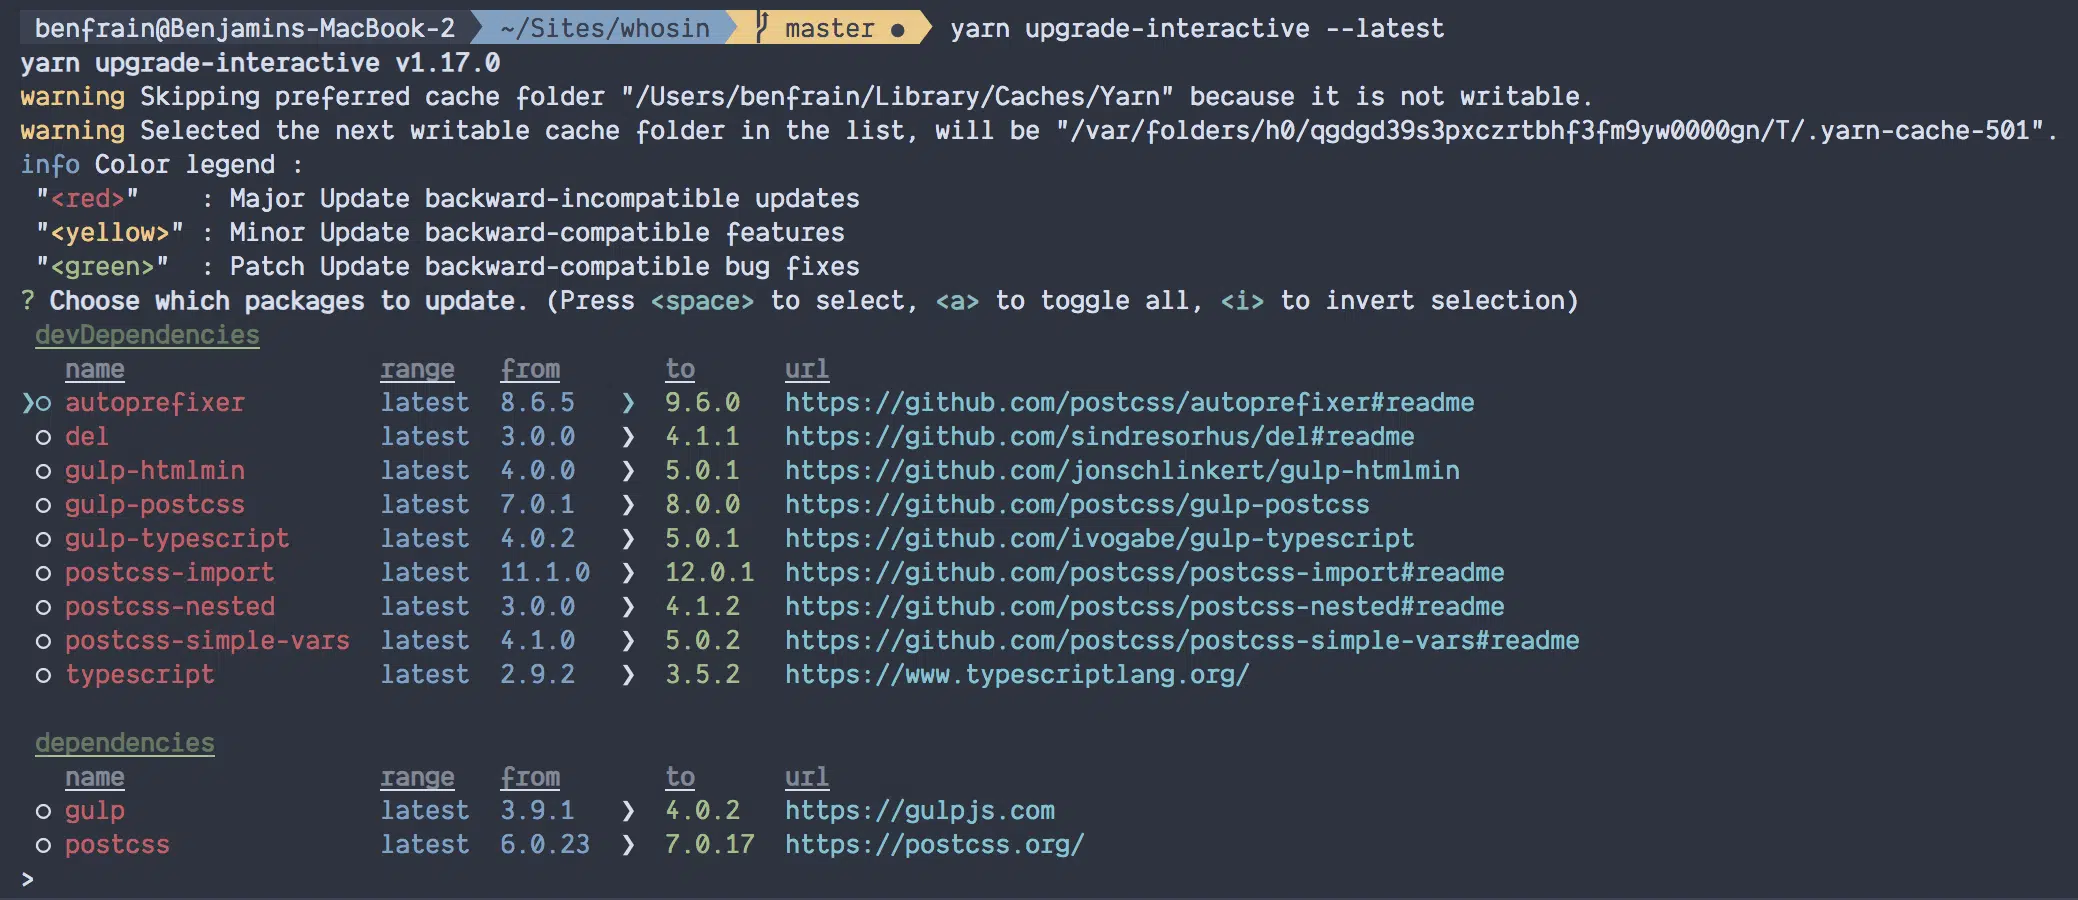 benfrain@Benjamins-MacBook-2 ~/Sites/whosin master ● yarn upgrade-interactive --latest
yarn upgrade-interactive v1.17.0
warning Skipping preferred cache folder "/Users/benfrain/Library/Caches/Yarn" because it is not writable.
warning Selected the next writable cache folder in the list, will be "/var/folders/h0/qgdgd39s3pxczrtbhf3fm9yw0000gn/T/.yarn-cache-501".
info Color legend :
"<red>" : Major Update backward-incompatible updates
"<yellow>" : Minor Update backward-compatible features
"<green>" : Patch Update backward-compatible bug fixes
? Choose which packages to update. (Press <space> to select, <a> to toggle all, <i> to invert selection)
devDependencies
name range from to url
❯○ autoprefixer latest 8.6.5 ❯ 9.6.0 https://github.com/postcss/autoprefixer#readme
○ del latest 3.0.0 ❯ 4.1.1 https://github.com/sindresorhus/del#readme
○ gulp-htmlmin latest 4.0.0 ❯ 5.0.1 https://github.com/jonschlinkert/gulp-htmlmin
○ gulp-postcss latest 7.0.1 ❯ 8.0.0 https://github.com/postcss/gulp-postcss
○ gulp-typescript latest 4.0.2 ❯ 5.0.1 https://github.com/ivogabe/gulp-typescript
○ postcss-import latest 11.1.0 ❯ 12.0.1 https://github.com/postcss/postcss-import#readme
○ postcss-nested latest 3.0.0 ❯ 4.1.2 https://github.com/postcss/postcss-nested#readme
○ postcss-simple-vars latest 4.1.0 ❯ 5.0.2 https://github.com/postcss/postcss-simple-vars#readme
○ typescript latest 2.9.2 ❯ 3.5.2 https://www.typescriptlang.org/
dependencies
name range from to url
○ gulp latest 3.9.1 ❯ 4.0.2 https://gulpjs.com
○ postcss latest 6.0.23 ❯ 7.0.17 https://postcss.org/
>